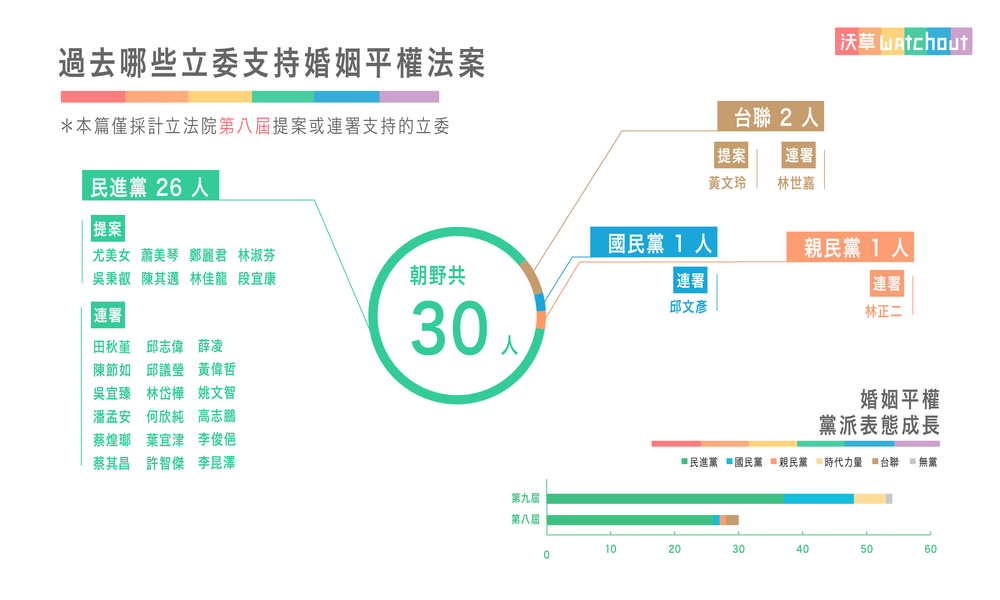 過去哪些立委支持婚姻平權法案
沃草 watchout
＊本篇僅採計立法院第八屆提案或連署支持的立委
民進黨 26 人
提案
尤美女 蕭美琴 鄭麗君 林淑芬
吳秉叡 陳其邁 林佳龍 段宜康
連署
田秋堇 邱志偉 薛凌
陳節如 邱議瑩 黃偉哲
吳宜臻 林岱樺 姚文智
潘孟安 何欣純 高志鵬
蔡煌瑯 葉宜津 李俊俋
蔡其昌 許智傑 李昆澤
朝野共
30 人
台聯 2 人
提案 連署
黃文玲 林世嘉
國民黨 1 人
連署
邱文彥
親民黨 1 人
連署
林正二
婚姻平權
黨派表態成長
民進黨 國民黨 親民黨 時代力量 台聯 無黨
第九屆
第八屆
0 10 20 30 40 50 60